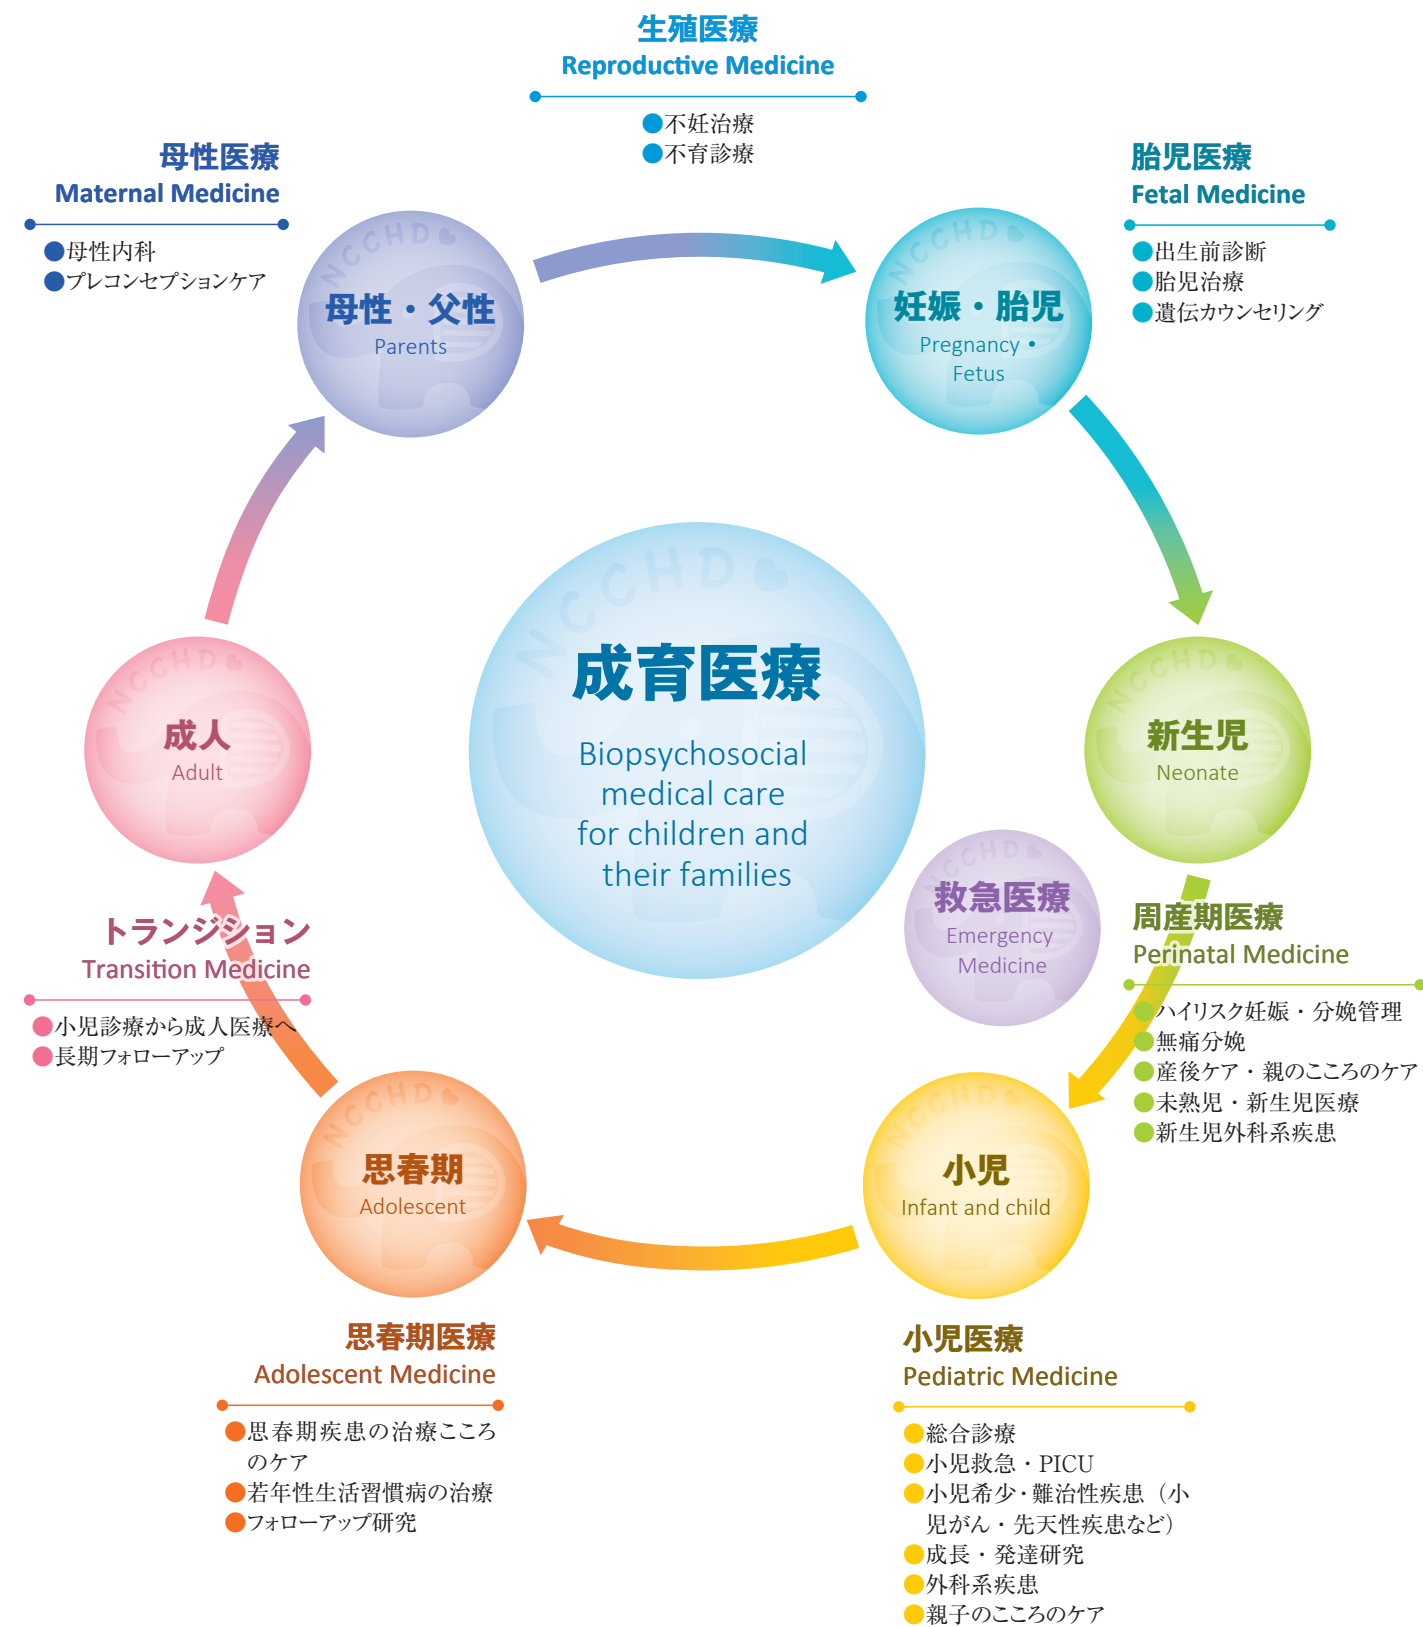 生殖医療
Reproductive Medicine
●不妊治療
●不育診療
母性医療
Maternal Medicine
●母性内科
●プレコンセプションケア
胎児医療
Fetal Medicine
●出生前診断
●胎児治療
●遺伝カウンセリング
NCCHD
母性・父性
Parents
NCCHD
妊娠・胎児
Pregnancy・
Fetus
NCCHD
成育医療
Biopsychosocial
medical care
for children and
their families
NCCHD
成人
Adult
NCCHD
新生児
Neonate
NCCHD
救急医療
Emergency
Medicine
トランジション
Transition Medicine
●小児診療から成人医療へ
●長期フォローアップ
周産期医療
Perinatal Medicine
●ハイリスク妊娠・分娩管理
●無痛分娩
●産後ケア・親のこころのケア
●未熟児・新生児医療
●新生児外科系疾患
NCCHD
思春期
Adolescent
NCCHD
小児
Infant and child
思春期医療
Adolescent Medicine
●思春期疾患の治療こころ
のケア
●若年性生活習慣病の治療
●フォローアップ研究
小児医療
Pediatric Medicine
●総合診療
●小児救急・PICU
●小児希少・難治性疾患（小
児がん・先天性疾患など）
●成長・発達研究
●外科系疾患
●親子のこころのケア